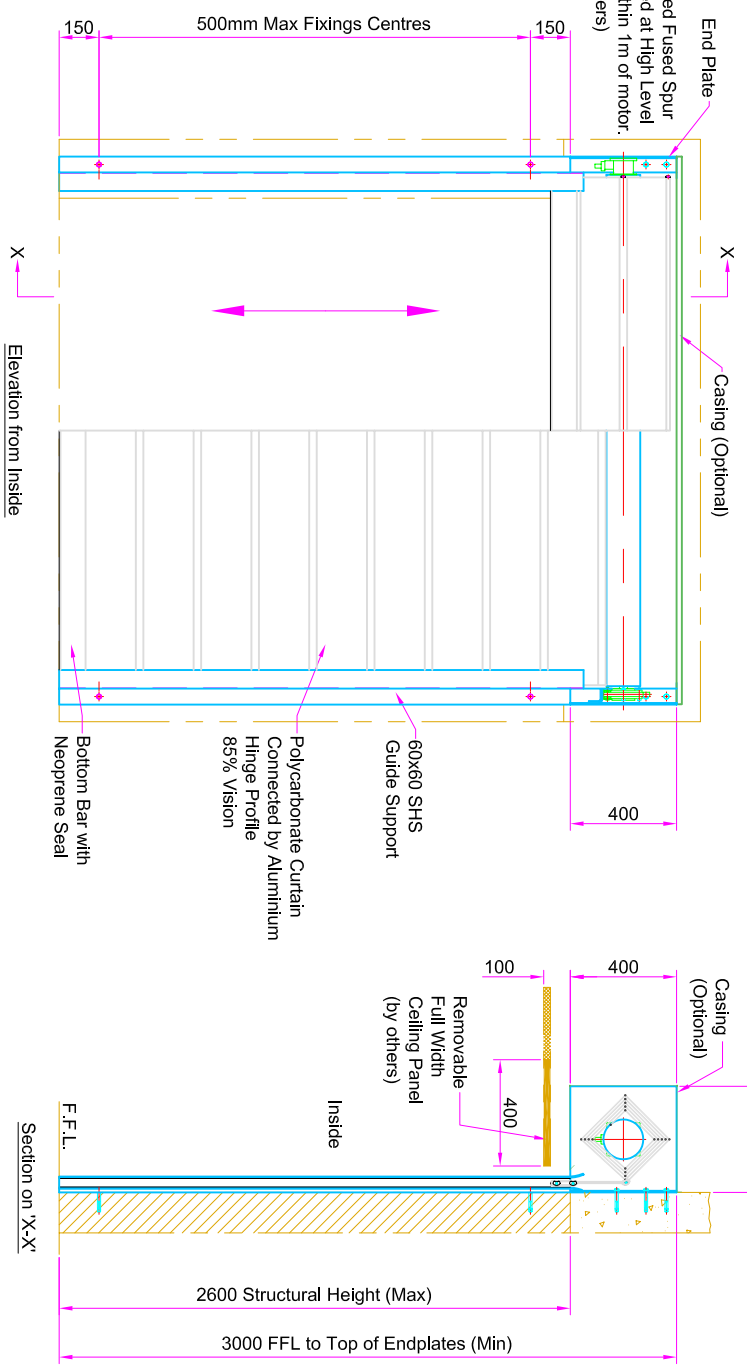 End Plate
ed Fused Spur
d at High Level
thin 1m of motor.
ers)
150
500mm Max Fixings Centres
150
X
X
Casing (Optional)
Elevation from Inside
400
60x60 SHS
Guide Support
Polycarbonate Curtain
Connected by Aluminium
Hinge Profile
85% Vision
Bottom Bar with
Neoprene Seal
Casing
(Optional)
400
100
Removable
Full Width
Ceiling Panel
(by others)
400
Inside
F.F.L.
Section on 'X-X'
2600 Structural Height (Max)
3000 FFL to Top of Endplates (Min)